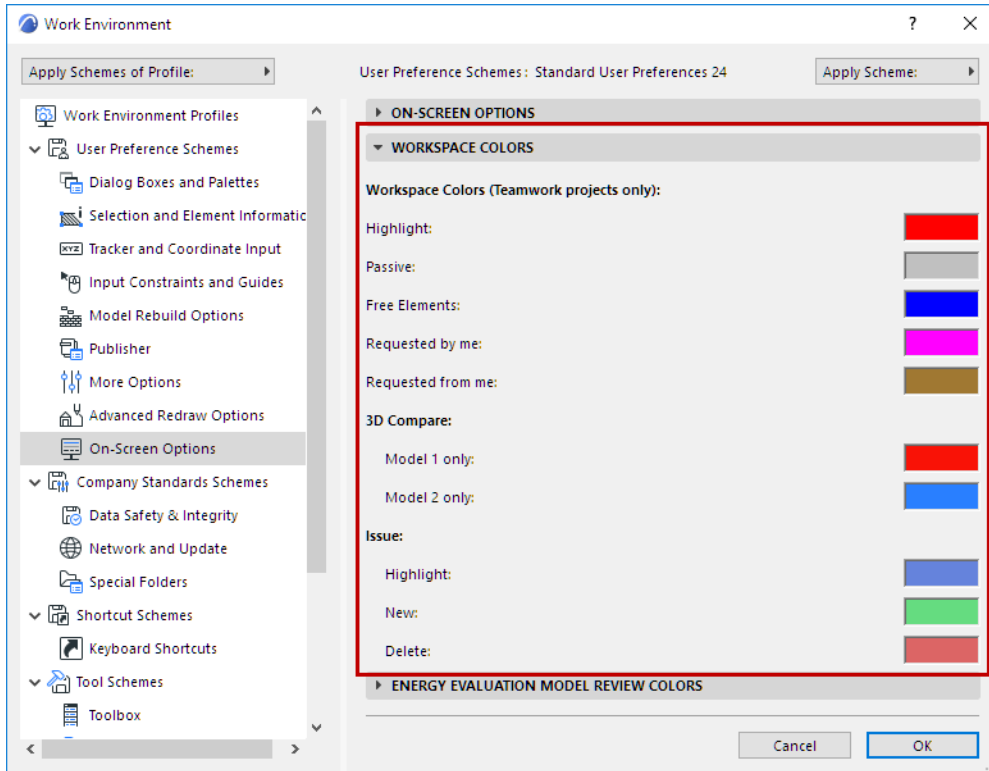 Work Environment
?
Apply Schemes of Profile:
User Preference Schemes: Standard User Preferences 24
Apply Scheme:
Work Environment Profiles
User Preference Schemes
Dialog Boxes and Palettes
Selection and Element Informatic
XYZ
Tracker and Coordinate Input
Input Constraints and Guides
Model Rebuild Options
Publisher
More Options
Advanced Redraw Options
On-Screen Options
Company Standards Schemes
Data Safety & Integrity
Network and Update
Special Folders
Shortcut Schemes
Keyboard Shortcuts
Tool Schemes
Toolbox
ON-SCREEN OPTIONS
WORKSPACE COLORS
Workspace Colors (Teamwork projects only):
Highlight:
Passive:
Free Elements:
Requested by me:
Requested from me:
3D Compare:
Model 1 only:
Model 2 only:
Issue:
Highlight:
New:
Delete:
ENERGY EVALUATION MODEL REVIEW COLORS
Cancel
OK